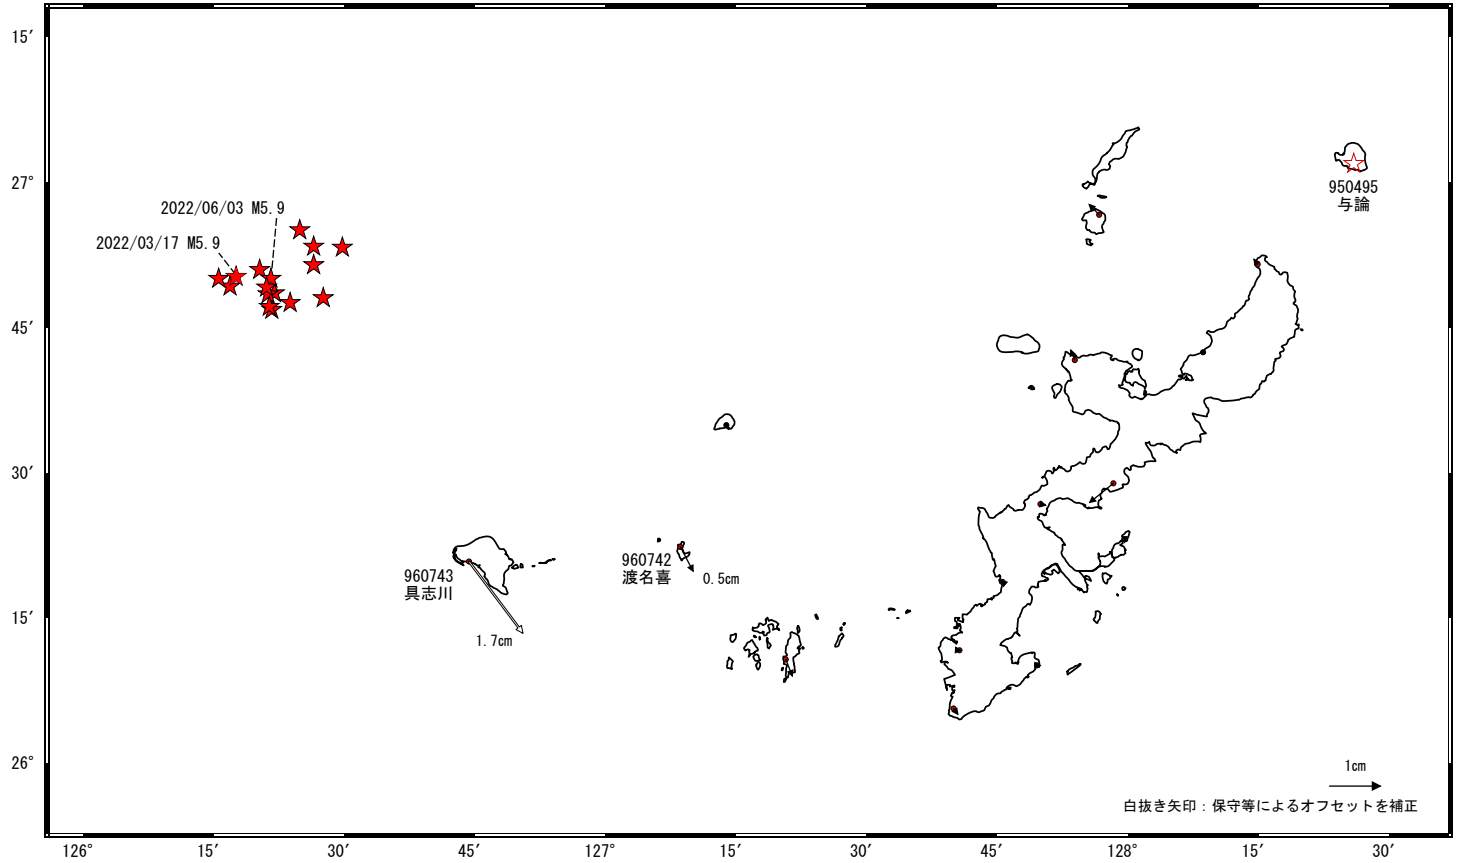 15′
950495
与論
27°
2022/06/03 M5.9
2022/03/17 M5.9
45′
30′
960742
渡名喜
0.5cm
960743
具志川
1.7cm
15′
26°
1cm
白抜き矢印：保守等によるオフセットを補正
126° 15′ 30′ 45′ 127° 15′ 30′ 45′ 128° 15′ 30′